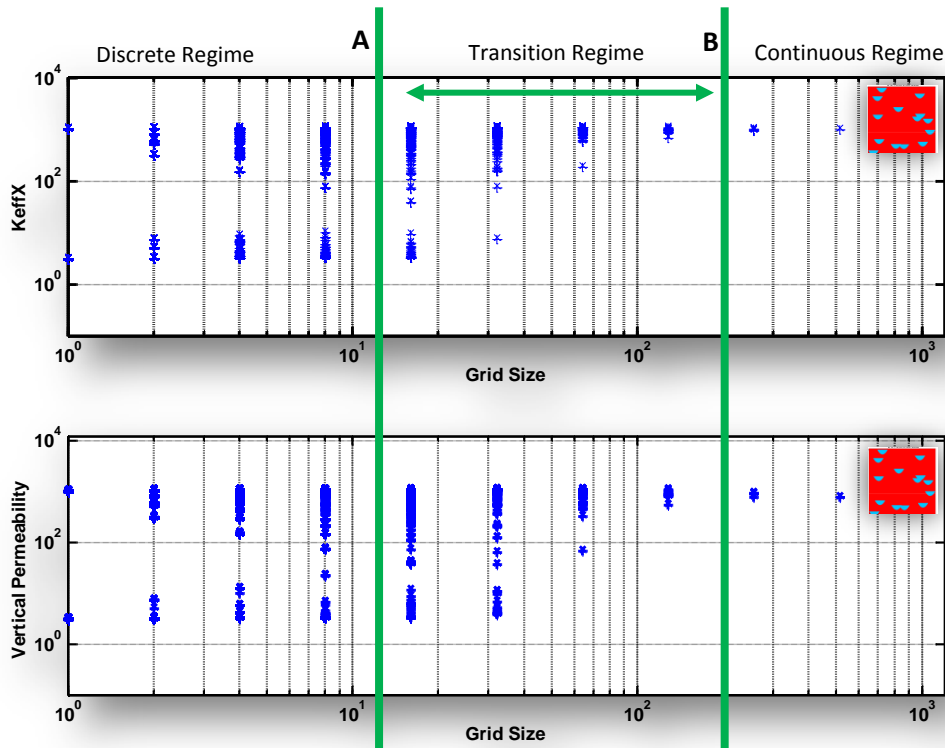 Discrete Regime
A
Transition Regime
B
Continuous Regime
KeffX
10^4
10^2
10^0
10^0
10^1
10^2
10^3
Grid Size
Vertical Permeability
10^4
10^2
10^0
10^0
10^1
10^2
10^3
Grid Size